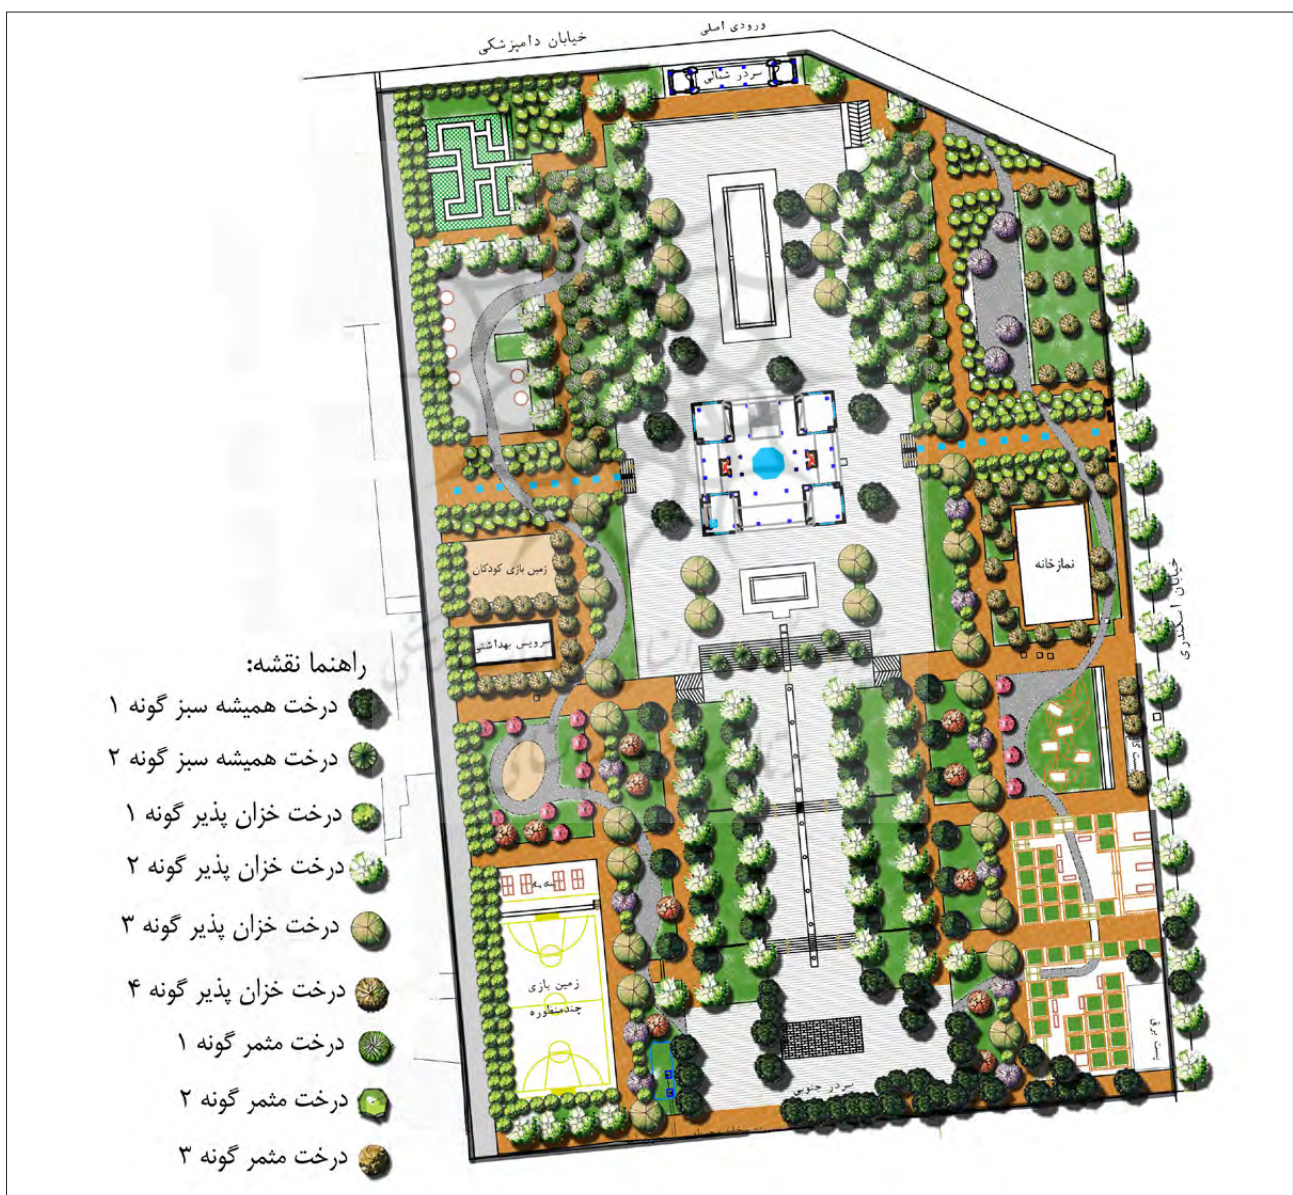 ورودی اصلی
خیابان دامپزشکی
سردر شمالی
نمازخانه
خیابان اسکندری
زمین بازی کودکان
سرویس بهداشتی
زمین بازی
چندمنظوره
سردر جنوبی
پست برق
راهنما نقشه:
درخت همیشه سبز گونه ۱
درخت همیشه سبز گونه ۲
درخت خزان پذیر گونه ۱
درخت خزان پذیر گونه ۲
درخت خزان پذیر گونه ۳
درخت خزان پذیر گونه ۴
درخت مثمر گونه ۱
درخت مثمر گونه ۲
درخت مثمر گونه ۳